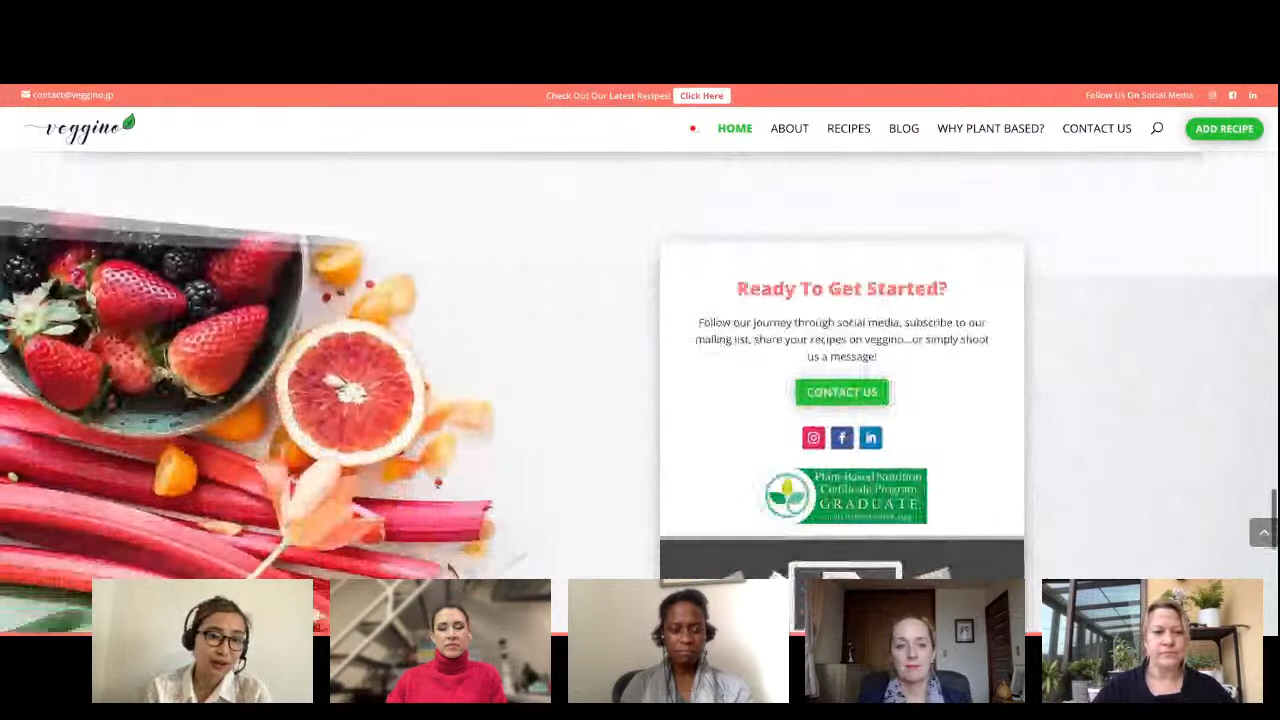 contact@veggino.jp
Check Out Our Latest Recipes! Click Here
Follow Us On Social Media
veggino
HOME ABOUT RECIPES BLOG WHY PLANT BASED? CONTACT US
ADD RECIPE
Ready To Get Started?
Follow our journey through social media, subscribe to our
mailing list, share your recipes on veggino...or simply shoot
us a message!
CONTACT US
Plant-Based Nutrition
Certificate Program
GRADUATE